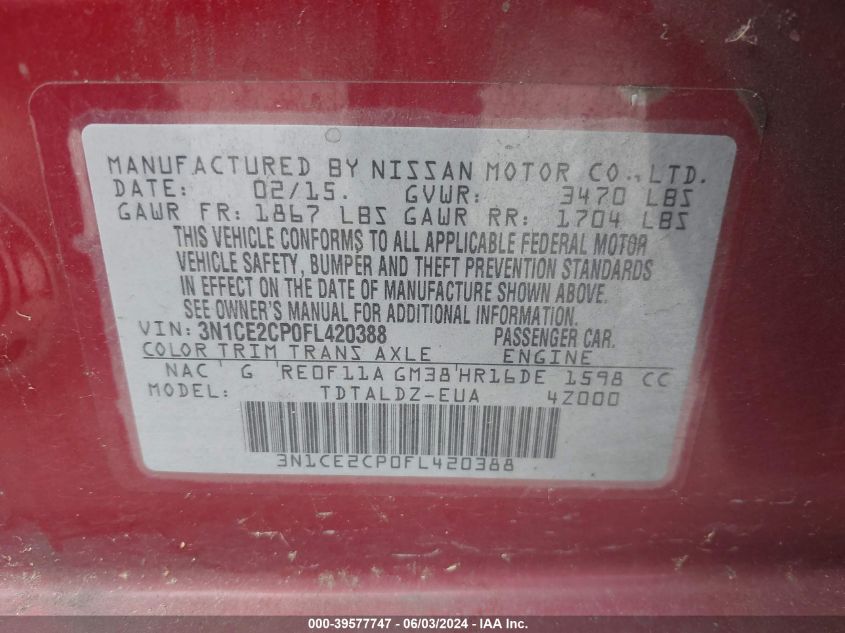 MANUFACTURED BY NISSAN MOTOR CO., LTD.
DATE: 02/15. GVWR: 3470 LBS
GAWR FR: 1867 LBS GAWR RR: 1704 LBS
THIS VEHICLE CONFORMS TO ALL APPLICABLE FEDERAL MOTOR
VEHICLE SAFETY, BUMPER AND THEFT PREVENTION STANDARDS
IN EFFECT ON THE DATE OF MANUFACTURE SHOWN ABOVE.
SEE OWNER'S MANUAL FOR ADDITIONAL INFORMATION.
VIN: 3N1CE2CP0FL420388 PASSENGER CAR.
COLOR TRIM TRANS AXLE ENGINE
NAC G RE0F11A GM38 HR16DE 1598 CC
MODEL: TDTALDZ-EUA 4Z000
3N1CE2CP0FL420388
000-39577747 - 06/03/2024 - IAA Inc.